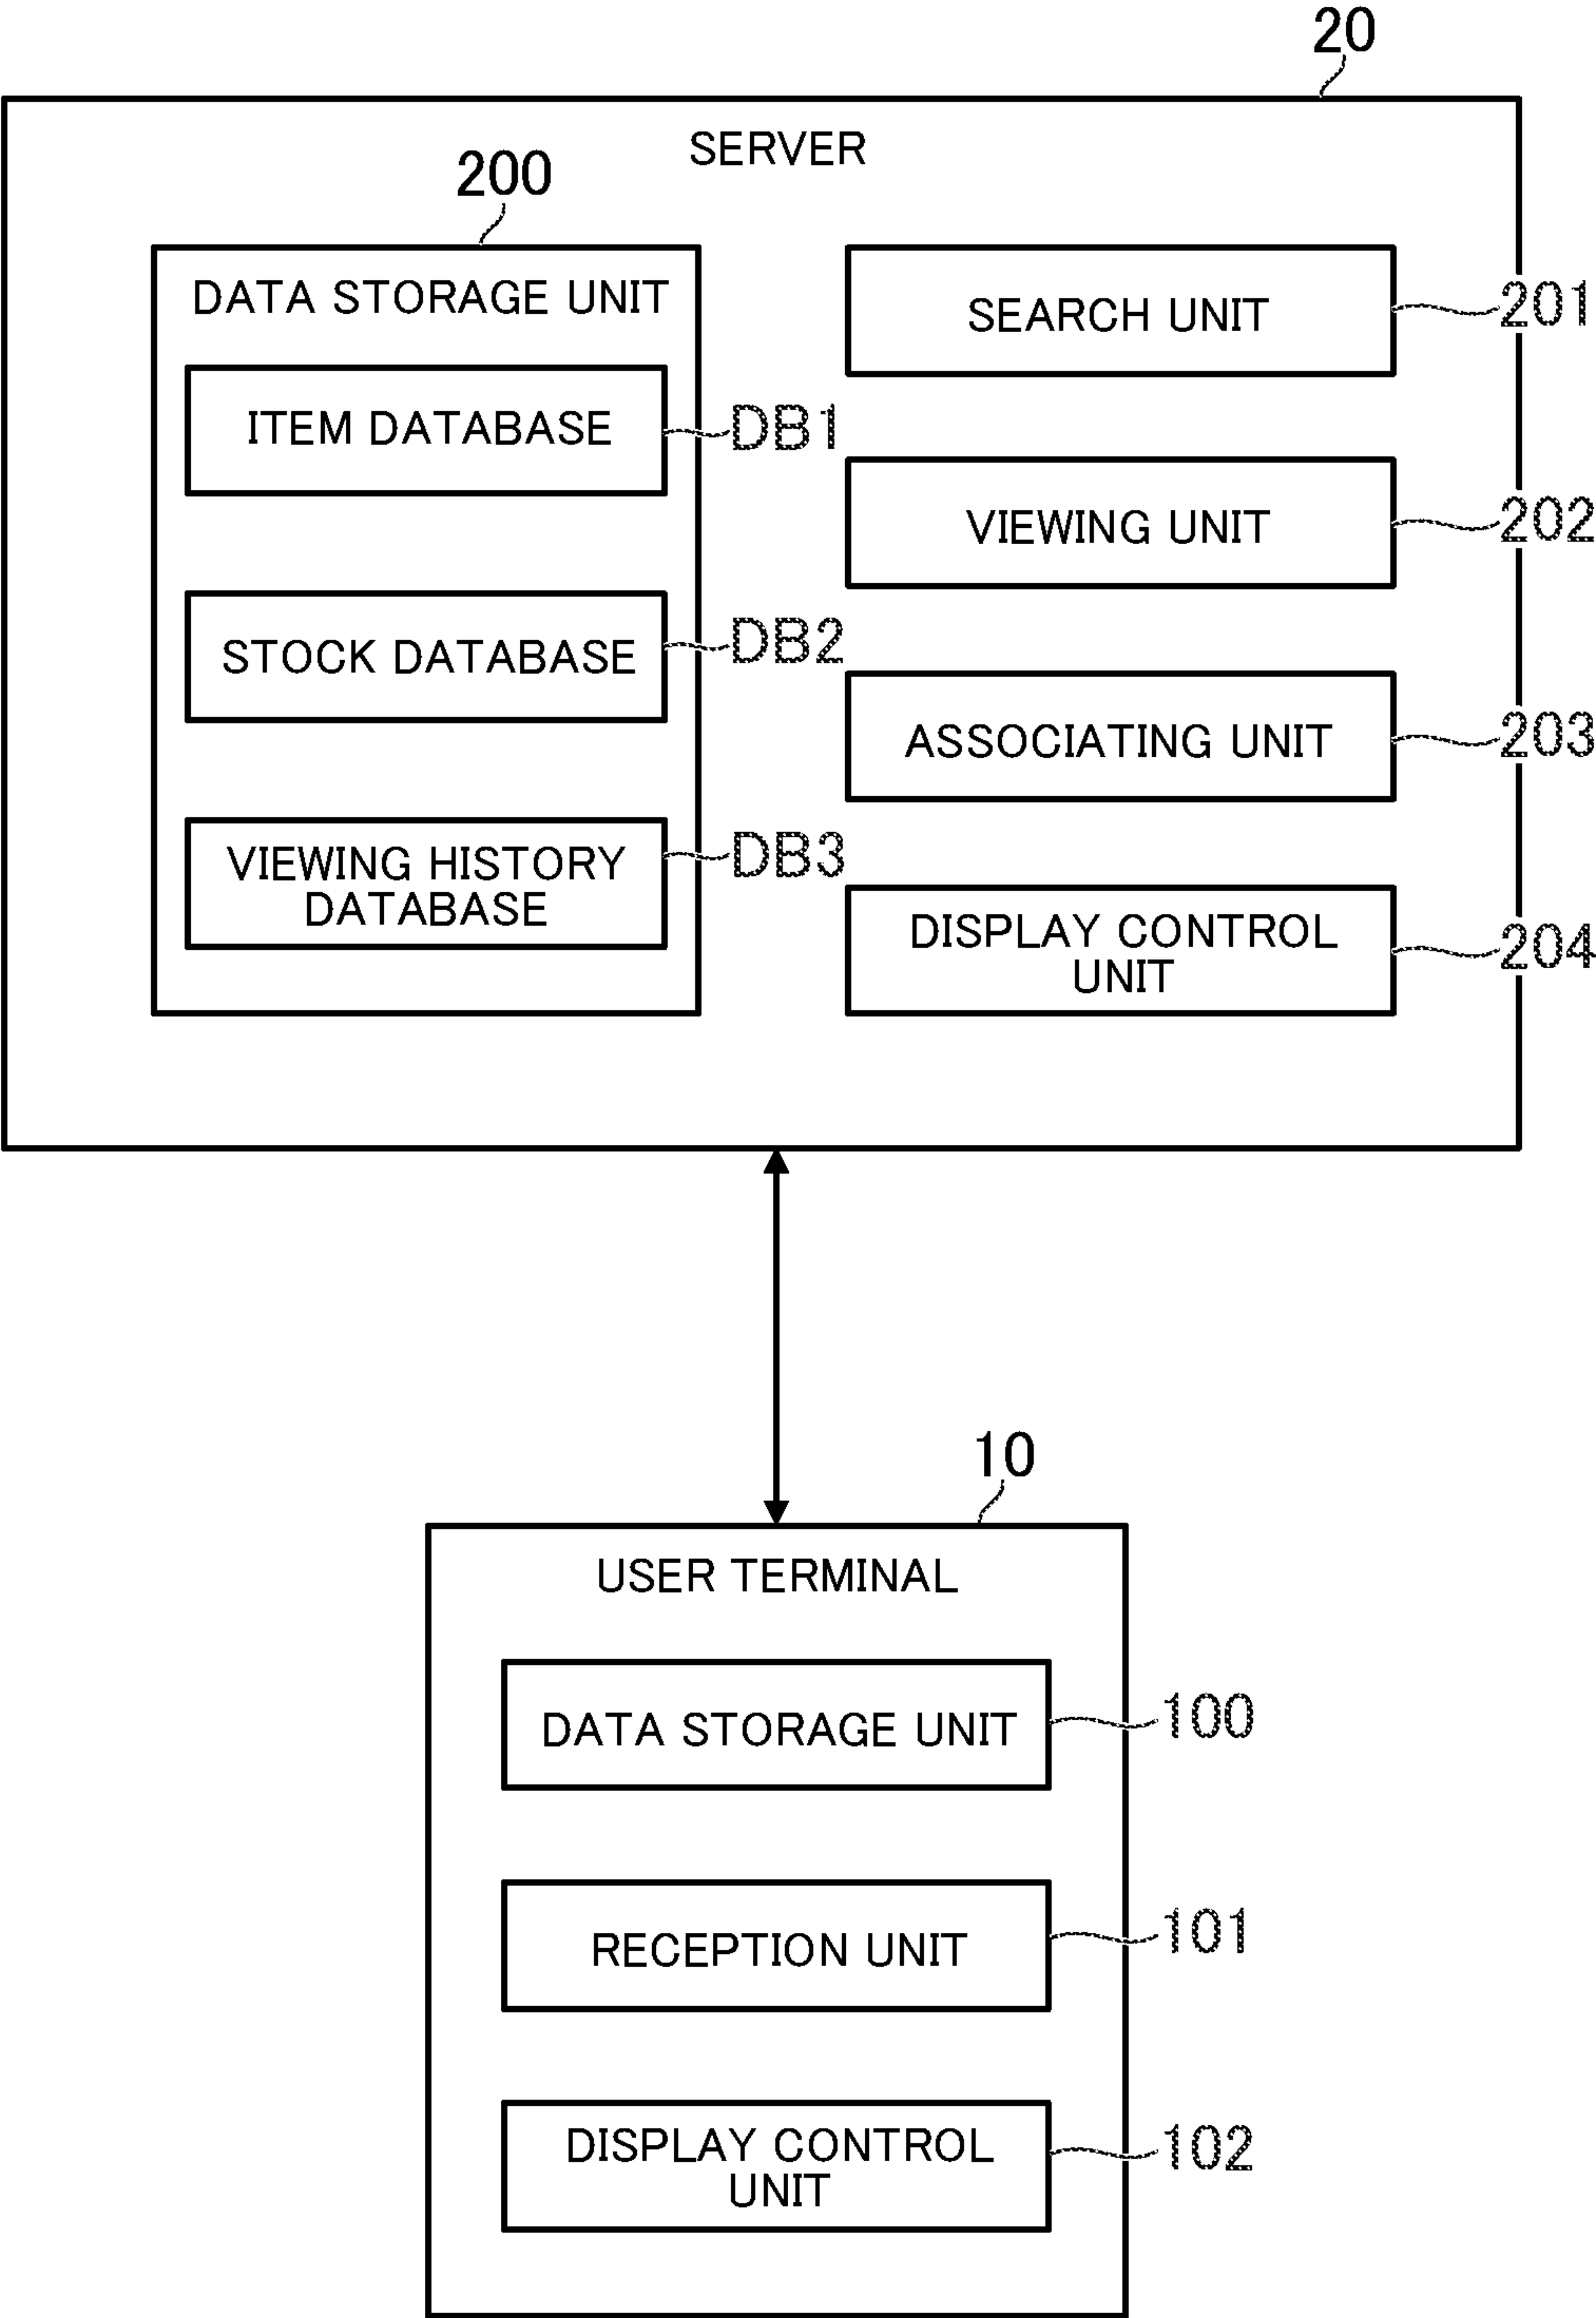 20
SERVER
200
DATA STORAGE UNIT
ITEM DATABASE
DB1
STOCK DATABASE
DB2
VIEWING HISTORY
DATABASE
DB3
SEARCH UNIT
201
VIEWING UNIT
202
ASSOCIATING UNIT
203
DISPLAY CONTROL
UNIT
204
10
USER TERMINAL
DATA STORAGE UNIT
100
RECEPTION UNIT
101
DISPLAY CONTROL
UNIT
102